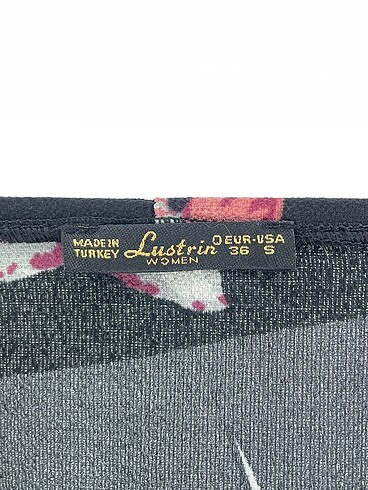 MADE IN
TURKEY
Lustrin
WOMEN
EUR-USA
36 S